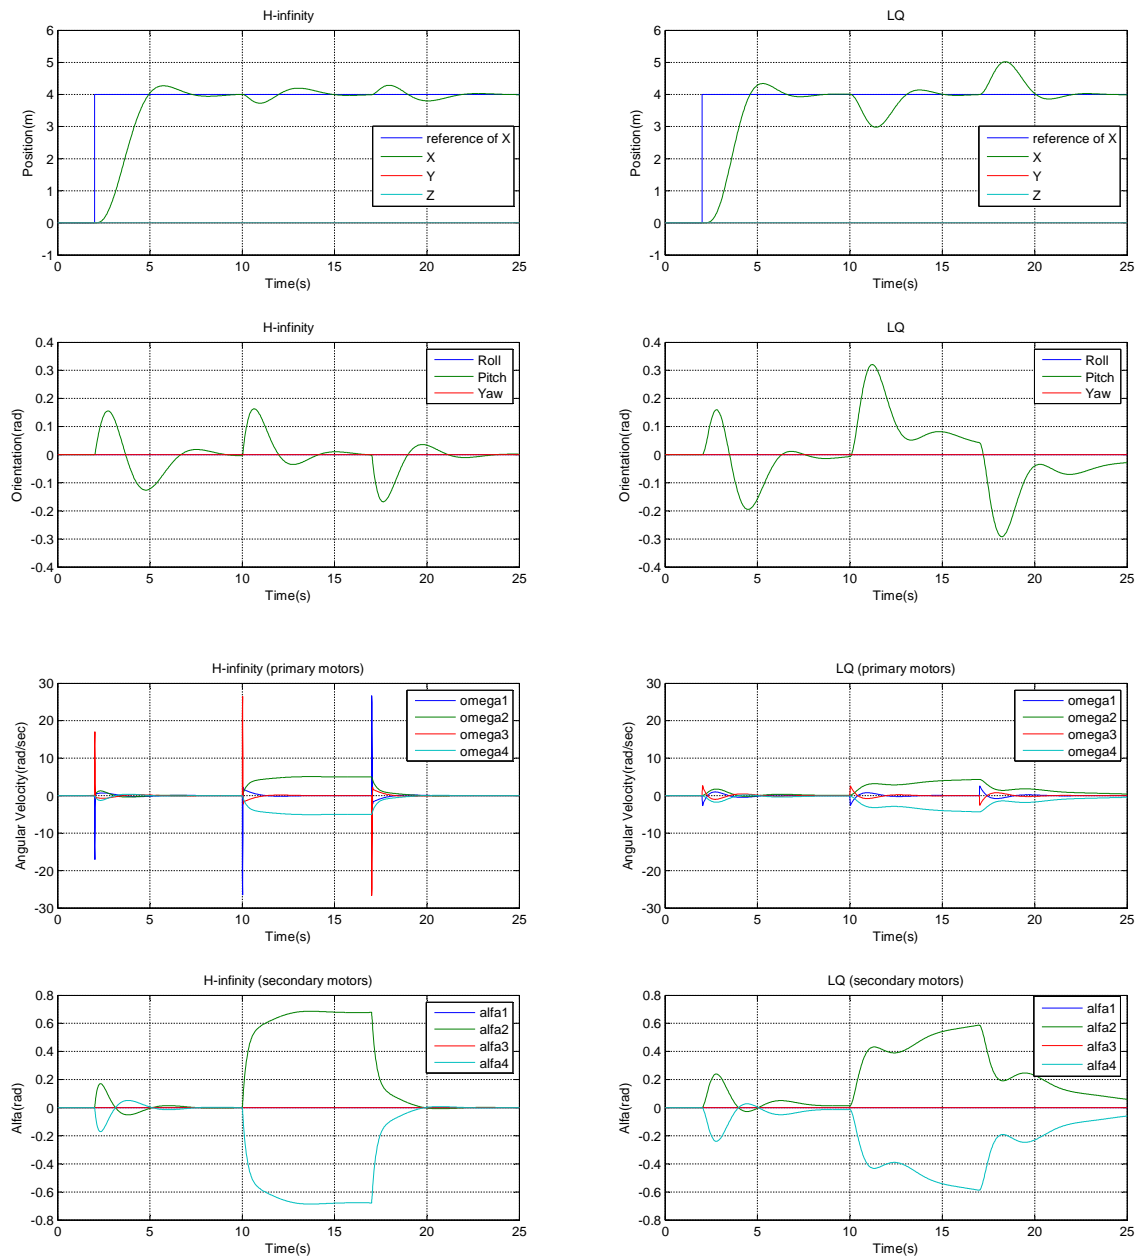 H-infinity
6
5
4
3
2
1
0
-1
Position(m)
reference of X
X
Y
Z
0 5 10 15 20 25
Time(s)
LQ
6
5
4
3
2
1
0
-1
Position(m)
reference of X
X
Y
Z
0 5 10 15 20 25
Time(s)
H-infinity
0.4
0.3
0.2
0.1
0
-0.1
-0.2
-0.3
-0.4
Orientation(rad)
Roll
Pitch
Yaw
0 5 10 15 20 25
Time(s)
LQ
0.4
0.3
0.2
0.1
0
-0.1
-0.2
-0.3
-0.4
Orientation(rad)
Roll
Pitch
Yaw
0 5 10 15 20 25
Time(s)
H-infinity (primary motors)
30
20
10
0
-10
-20
-30
Angular Velocity(rad/sec)
omega1
omega2
omega3
omega4
0 5 10 15 20 25
Time(s)
LQ (primary motors)
30
20
10
0
-10
-20
-30
Angular Velocity(rad/sec)
omega1
omega2
omega3
omega4
0 5 10 15 20 25
Time(s)
H-infinity (secondary motors)
0.8
0.6
0.4
0.2
0
-0.2
-0.4
-0.6
-0.8
Alfa(rad)
alfa1
alfa2
alfa3
alfa4
0 5 10 15 20 25
Time(s)
LQ (secondary motors)
0.8
0.6
0.4
0.2
0
-0.2
-0.4
-0.6
-0.8
Alfa(rad)
alfa1
alfa2
alfa3
alfa4
0 5 10 15 20 25
Time(s)